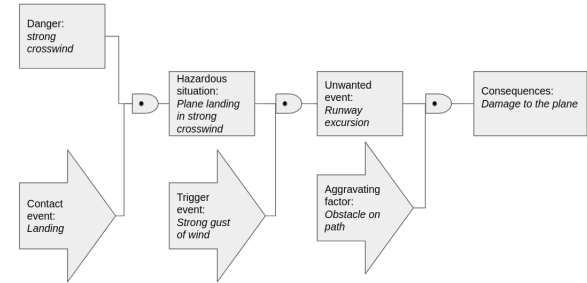 Danger:
strong
crosswind
Hazardous
situation:
Plane landing
in strong
crosswind
Unwanted
event:
Runway
excursion
Consequences:
Damage to the plane
Contact
event:
Landing
Trigger
event:
Strong gust
of wind
Aggravating
factor:
Obstacle on
path